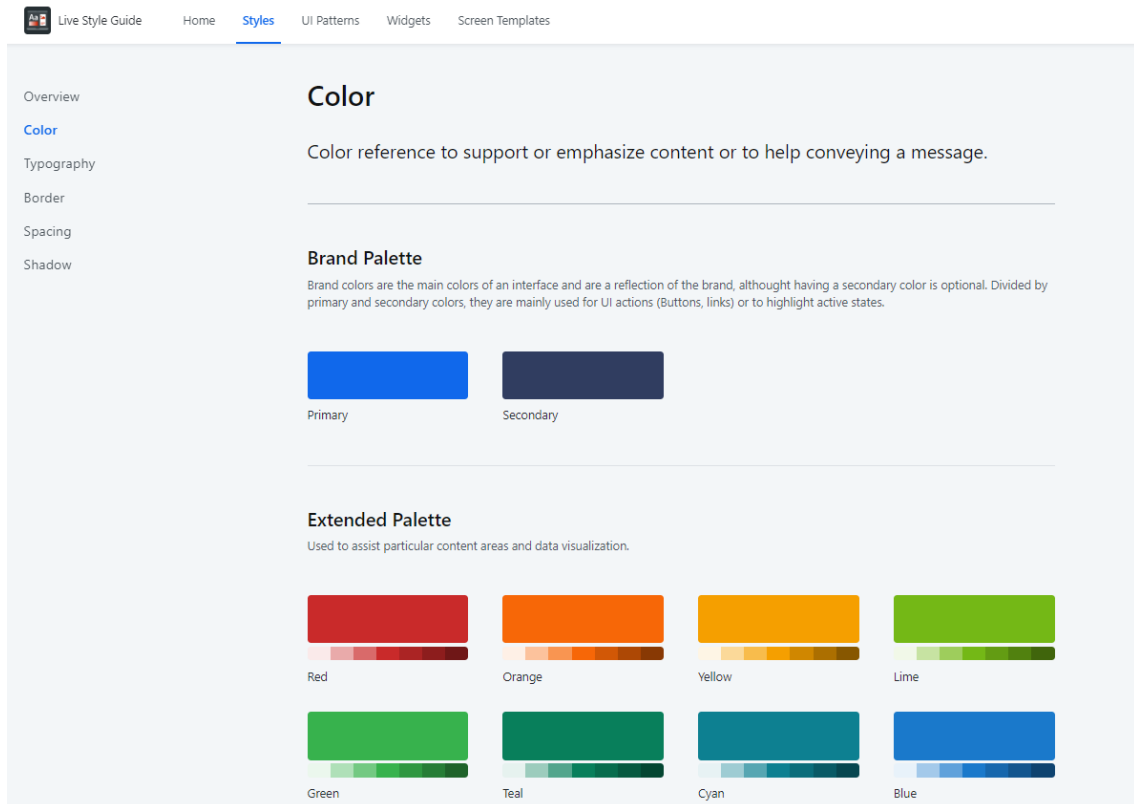 Aa
Live Style Guide
Home
Styles
UI Patterns
Widgets
Screen Templates
Overview
Color
Typography
Border
Spacing
Shadow
Color
Color reference to support or emphasize content or to help conveying a message.
Brand Palette
Brand colors are the main colors of an interface and are a reflection of the brand, althought having a secondary color is optional. Divided by
primary and secondary colors, they are mainly used for UI actions (Buttons, links) or to highlight active states.
Primary
Secondary
Extended Palette
Used to assist particular content areas and data visualization.
Red
Orange
Yellow
Lime
Green
Teal
Cyan
Blue